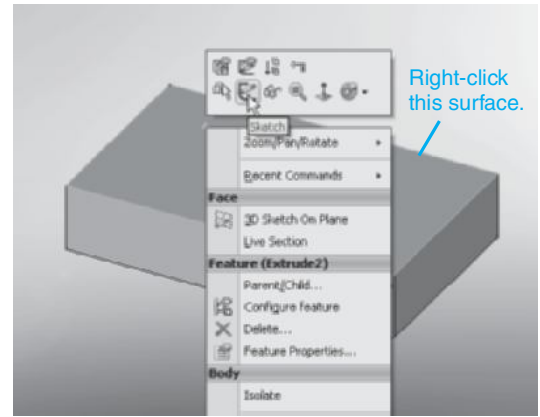 Right-click
this surface.
Sketch
Zoom/Pan/Rotate
Recent Commands
Face
3D Sketch On Plane
Live Section
Feature (Extrude2)
Parent/Child...
Configure feature
Delete...
Feature Properties...
Body
Isolate